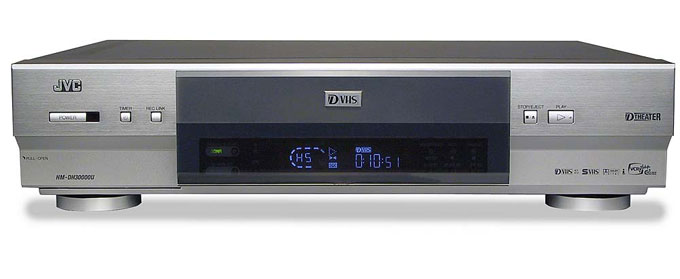 JVC
POWER
TIMER
REC LINK
D-VHS
STOP/EJECT
PLAY
D-THEATER
PULL-OPEN
HM-DH30000U
HS
D-VHS
0:10:51
D-VHS
S-VHS